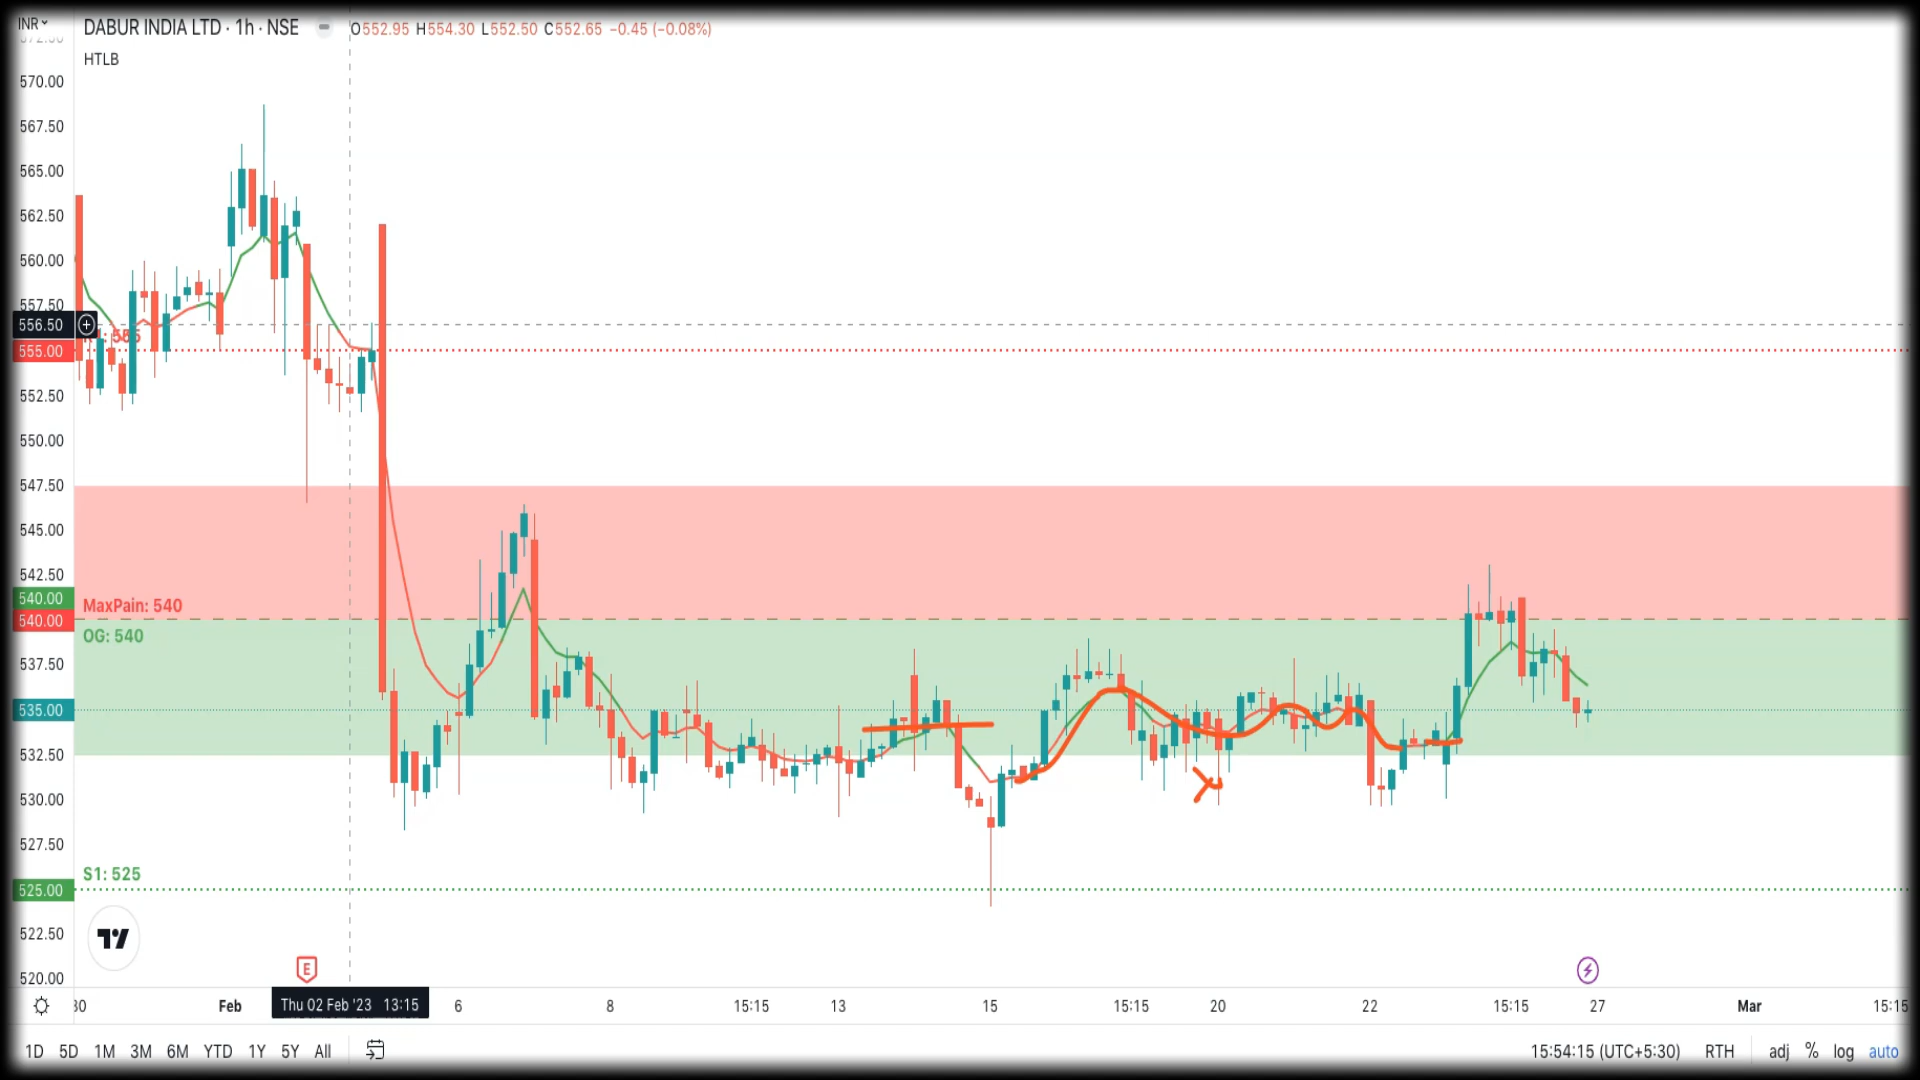 INR
DABUR INDIA LTD · 1h · NSE O552.95 H554.30 L552.50 C552.65 −0.45 (−0.08%)
HTLB
570.00
567.50
565.00
562.50
560.00
557.50
556.50
555.00
552.50
550.00
547.50
545.00
542.50
540.00
MaxPain: 540
540.00
OG: 540
537.50
535.00
532.50
530.00
527.50
S1: 525
525.00
522.50
520.00
E
30 Feb Thu 02 Feb '23 13:15 6 8 15:15 13 15 15:15 20 22 15:15 27 Mar 15:15
1D 5D 1M 3M 6M YTD 1Y 5Y All 15:54:15 (UTC+5:30) RTH adj % log auto